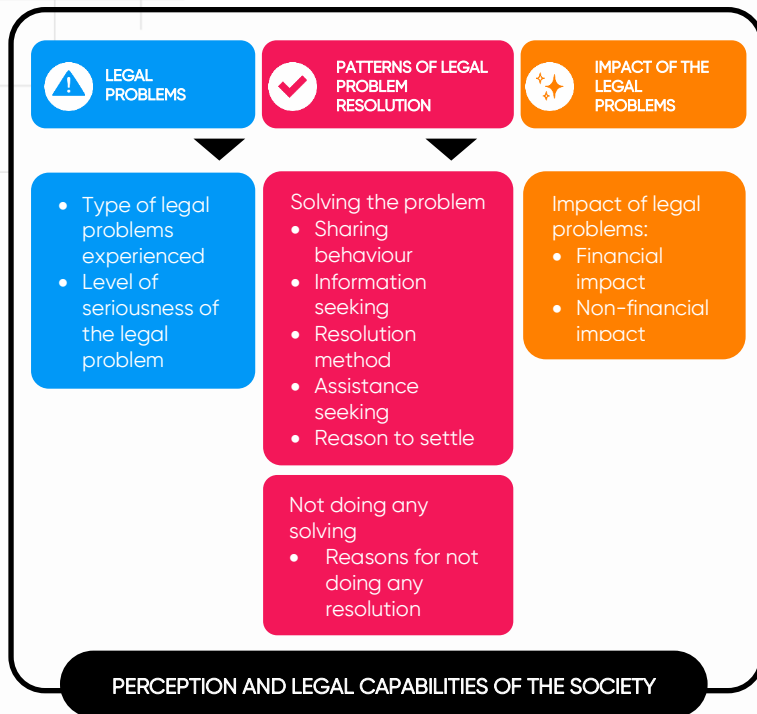 LEGAL
PROBLEMS
PATTERNS OF LEGAL
PROBLEM
RESOLUTION
IMPACT OF THE
LEGAL
PROBLEMS
• Type of legal
problems
experienced
• Level of
seriousness of
the legal
problem
Solving the problem
• Sharing
behaviour
• Information
seeking
• Resolution
method
• Assistance
seeking
• Reason to settle
Not doing any
solving
• Reasons for not
doing any
resolution
Impact of legal
problems:
• Financial
impact
• Non-financial
impact
PERCEPTION AND LEGAL CAPABILITIES OF THE SOCIETY